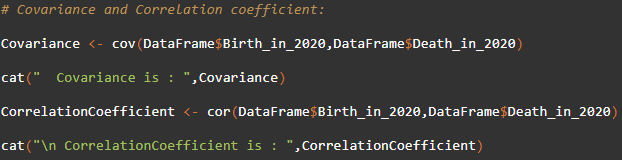 # Covariance and Correlation coefficient:
Covariance <- cov(DataFrame$Birth_in_2020,DataFrame$Death_in_2020)
cat("  Covariance is : ",Covariance)
CorrelationCoefficient <- cor(DataFrame$Birth_in_2020,DataFrame$Death_in_2020)
cat("\n CorrelationCoefficient is : ",CorrelationCoefficient)